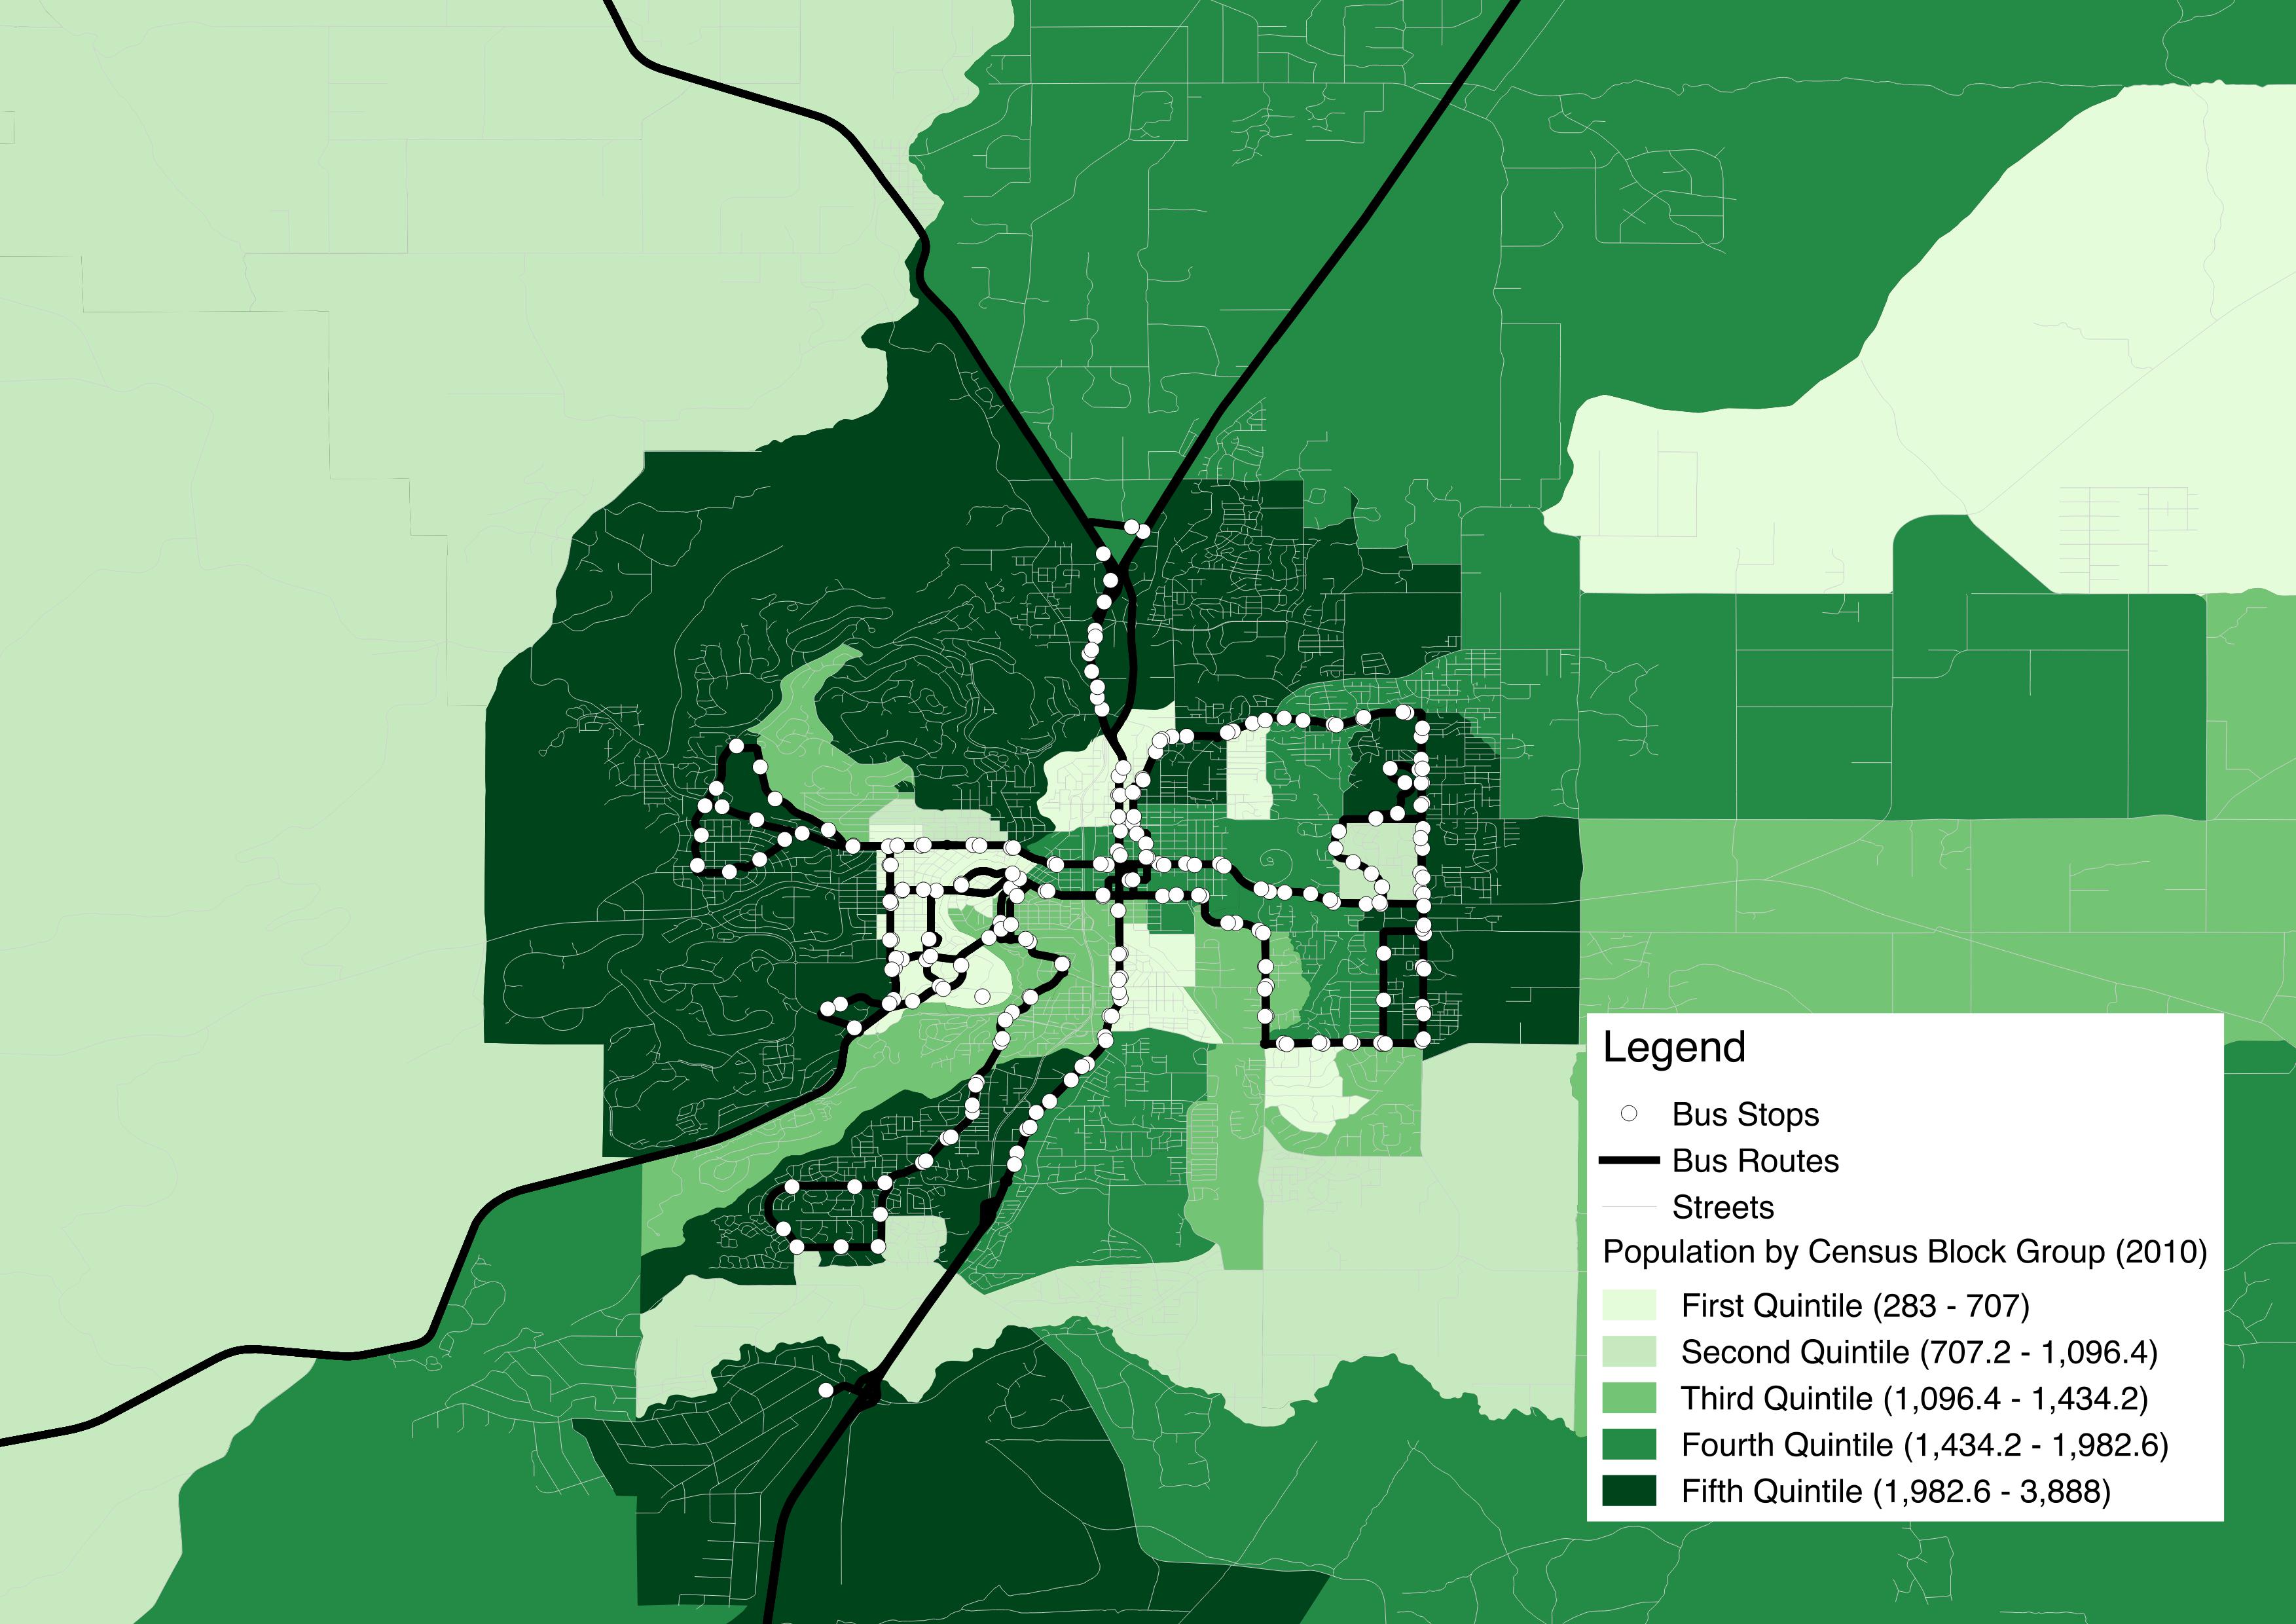 Legend
Bus Stops
Bus Routes
Streets
Population by Census Block Group (2010)
First Quintile (283 - 707)
Second Quintile (707.2 - 1,096.4)
Third Quintile (1,096.4 - 1,434.2)
Fourth Quintile (1,434.2 - 1,982.6)
Fifth Quintile (1,982.6 - 3,888)